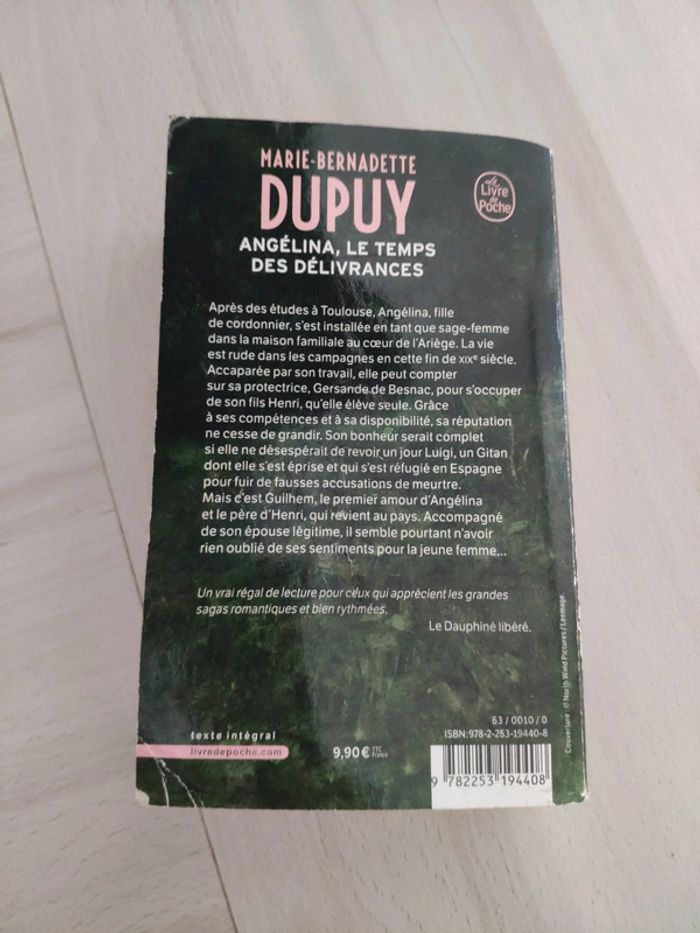 MARIE-BERNADETTE
DUPUY
Le
Livre
de
Poche
ANGÉLINA, LE TEMPS
DES DÉLIVRANCES
Après des études à Toulouse, Angélina, fille
de cordonnier, s'est installée en tant que sage-femme
dans la maison familiale au cœur de l'Ariège. La vie
est rude dans les campagnes en cette fin de XIXe siècle.
Accaparée par son travail, elle peut compter
sur sa protectrice, Gersande de Besnac, pour s'occuper
de son fils Henri, qu'elle élève seule. Grâce
à ses compétences et à sa disponibilité, sa réputation
ne cesse de grandir. Son bonheur serait complet
si elle ne désespérait de revoir un jour Luigi, un Gitan
dont elle s'est éprise et qui s'est réfugié en Espagne
pour fuir de fausses accusations de meurtre.
Mais c'est Guilhem, le premier amour d'Angélina
et le père d'Henri, qui revient au pays. Accompagné
de son épouse légitime, il semble pourtant n'avoir
rien oublié de ses sentiments pour la jeune femme...
Un vrai régal de lecture pour ceux qui apprécient les grandes
sagas romantiques et bien rythmées.
Le Dauphiné libéré.
Couverture : © North Wind Pictures / Leemage.
texte intégral
livredepoche.com
9,90€ TTC
France
63 / 0010 / 0
ISBN:978-2-253-19440-8
9 782253 194408